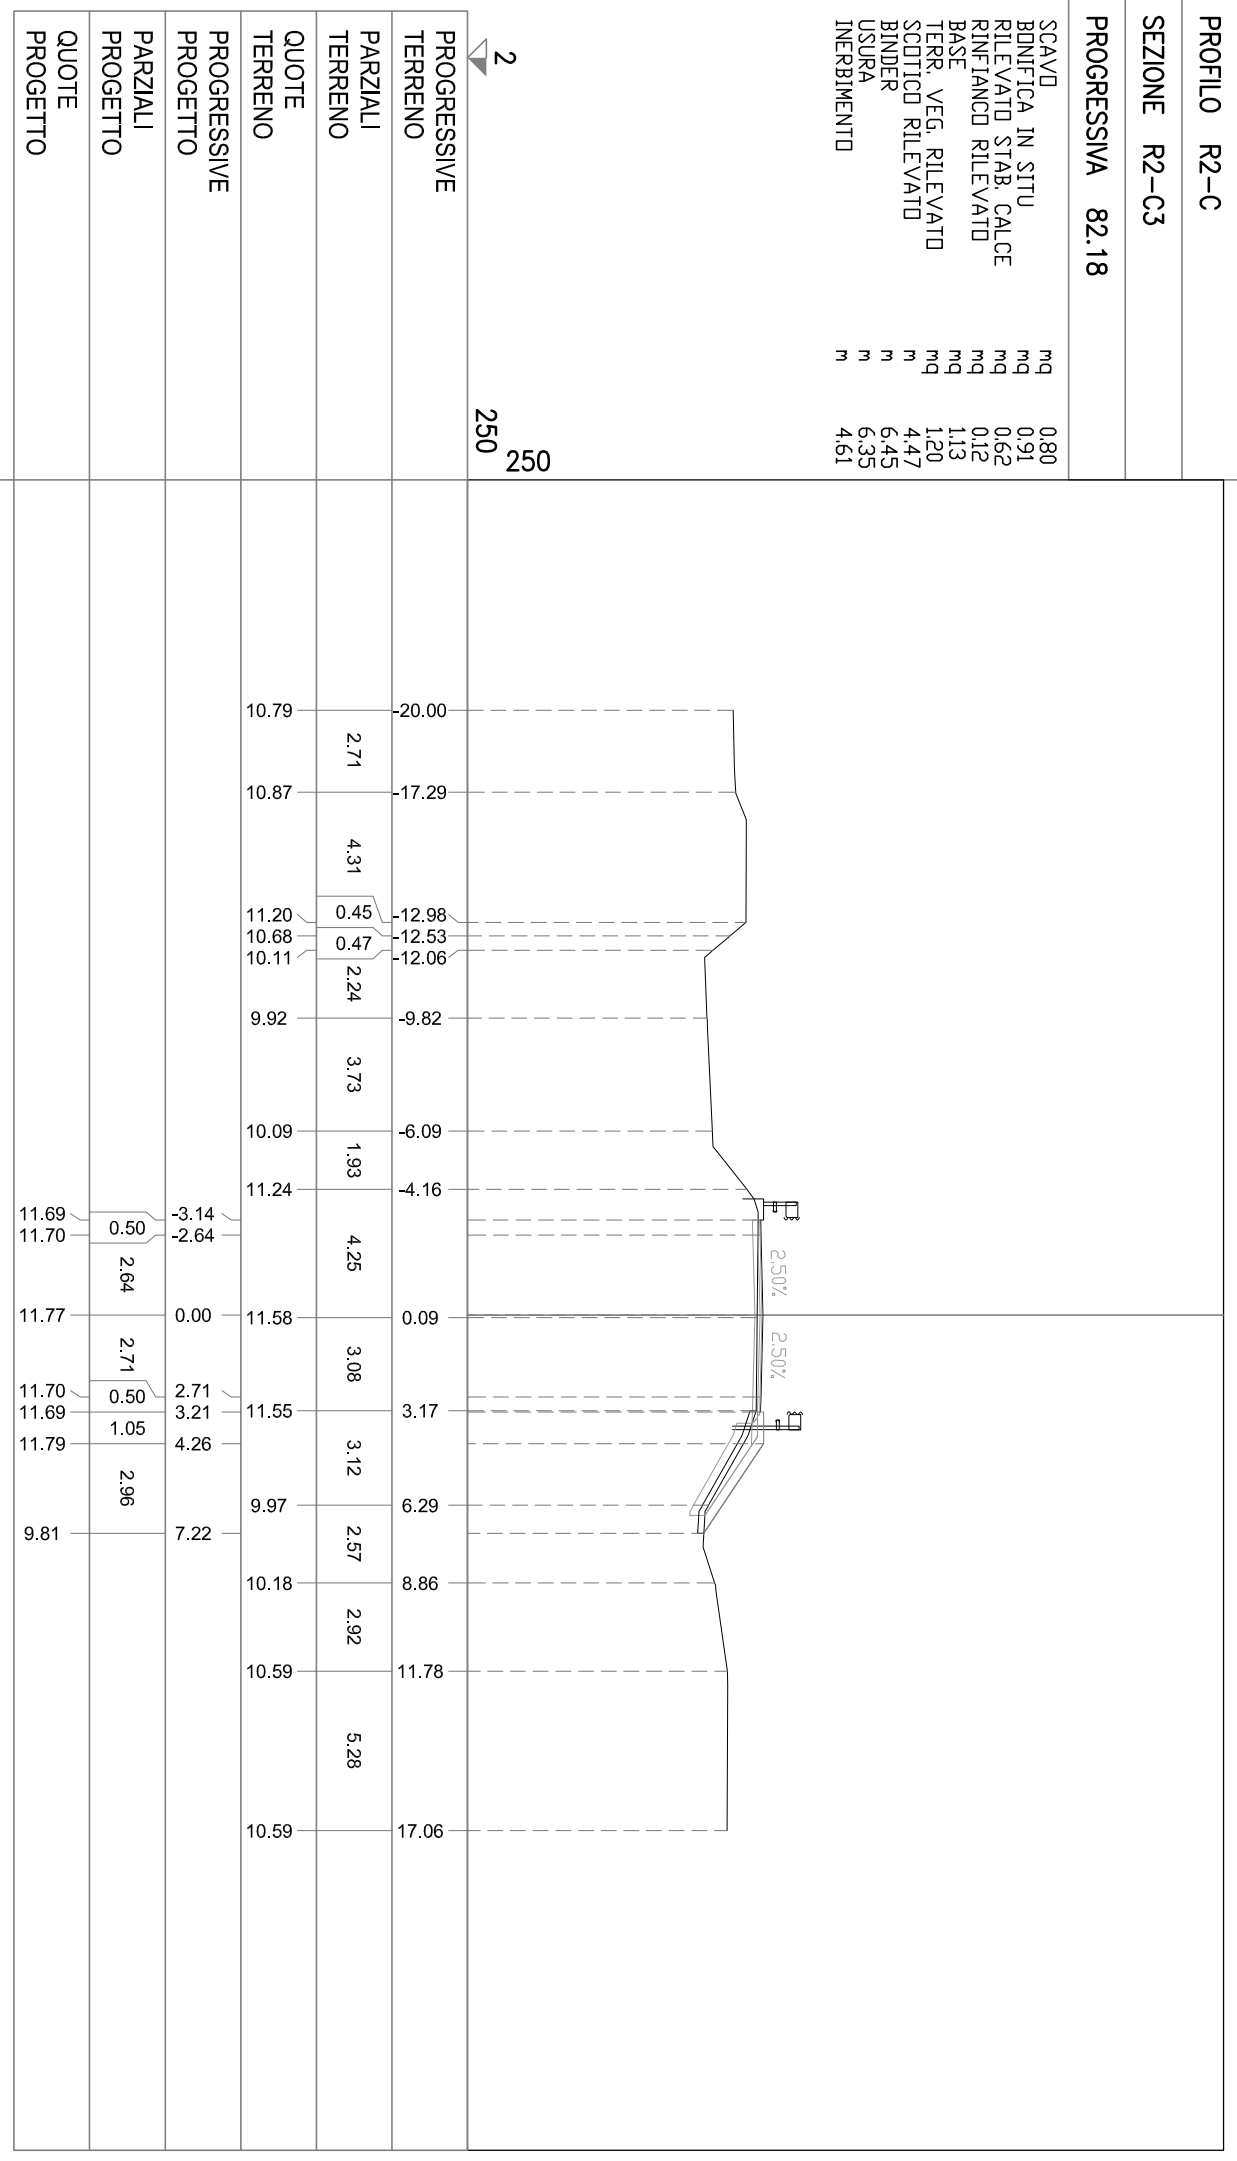 PROFILO R2-C
SEZIONE R2-C3
PROGRESSIVA 82.18
SCAVO mq 0.80
BONIFICA IN SITU mq 0.91
RILEVATO STAB. CALCE mq 0.62
RINFIANCO RILEVATO mq 0.12
BASE mq 1.13
TERR. VEG. RILEVATO mq 1.20
SCOTICO RILEVATO m 4.47
BINDER m 6.45
USURA m 6.35
INERBIMENTO m 4.61
2.50% 2.50%
250
250
2
PROGRESSIVE
TERRENO
-20.00 -17.29 -12.98 -12.53 -12.06 -9.82 -6.09 -4.16 0.09 3.17 6.29 8.86 11.78 17.06
PARZIALI
TERRENO
2.71 4.31 0.45 0.47 2.24 3.73 1.93 4.25 3.08 3.12 2.57 2.92 5.28
QUOTE
TERRENO
10.79 10.87 11.20 10.68 10.11 9.92 10.09 11.24 11.58 11.55 9.97 10.18 10.59 10.59
PROGRESSIVE
PROGETTO
-3.14 -2.64 0.00 2.71 3.21 4.26 7.22
PARZIALI
PROGETTO
0.50 2.64 2.71 0.50 1.05 2.96
QUOTE
PROGETTO
11.69 11.70 11.77 11.70 11.69 11.79 9.81